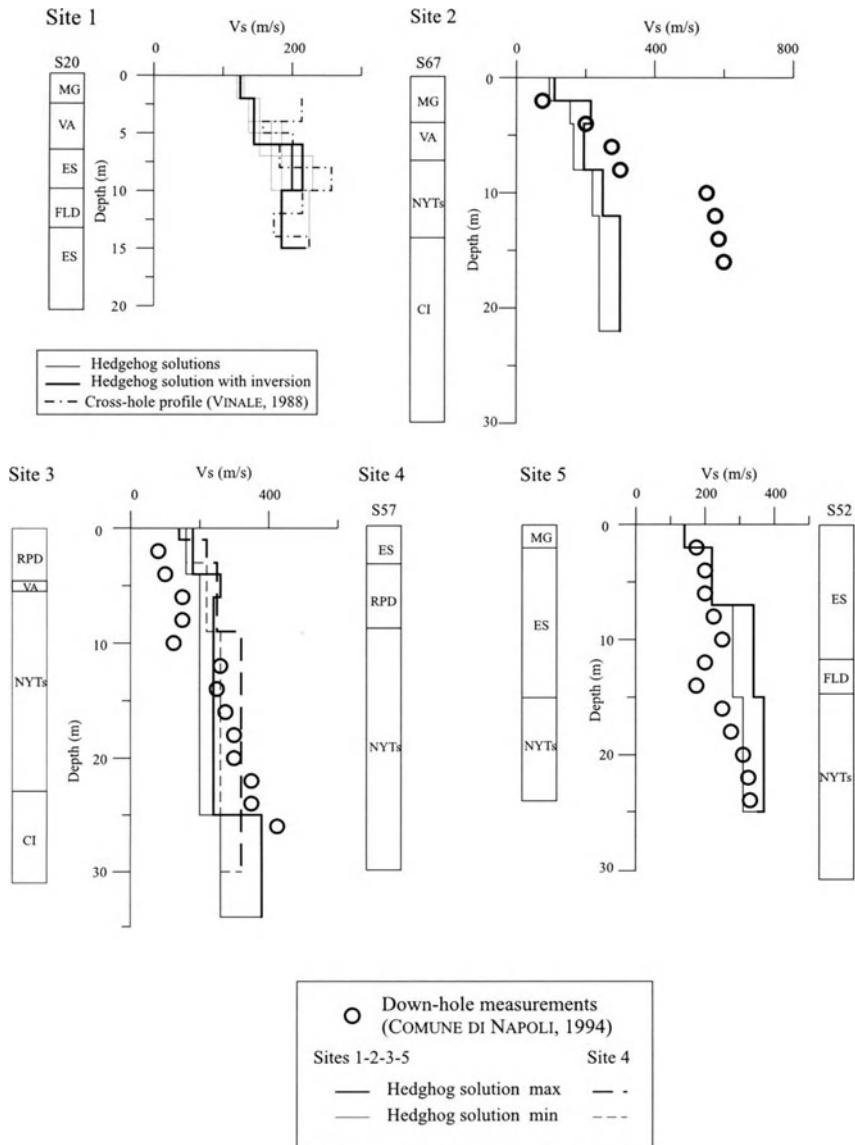 Site 1
Vs (m/s)
0 200
S20
MG
VA
ES
FLD
ES
Depth (m)
0
5
10
15
20
Hedgehog solutions
Hedgehog solution with inversion
Cross-hole profile (VINALE, 1988)
Site 2
Vs (m/s)
0 400 800
S67
MG
VA
NYTs
CI
Depth (m)
0
10
20
30
Site 3
Vs (m/s)
0 400
RPD
VA
NYTs
CI
Depth (m)
0
10
20
30
Site 4
S57
ES
RPD
NYTs
Site 5
Vs (m/s)
0 200 400
MG
ES
NYTs
Depth (m)
0
10
20
30
S52
ES
FLD
NYTs
Down-hole measurements
(COMUNE DI NAPOLI, 1994)
Sites 1-2-3-5 Site 4
Hedghog solution max
Hedghog solution min